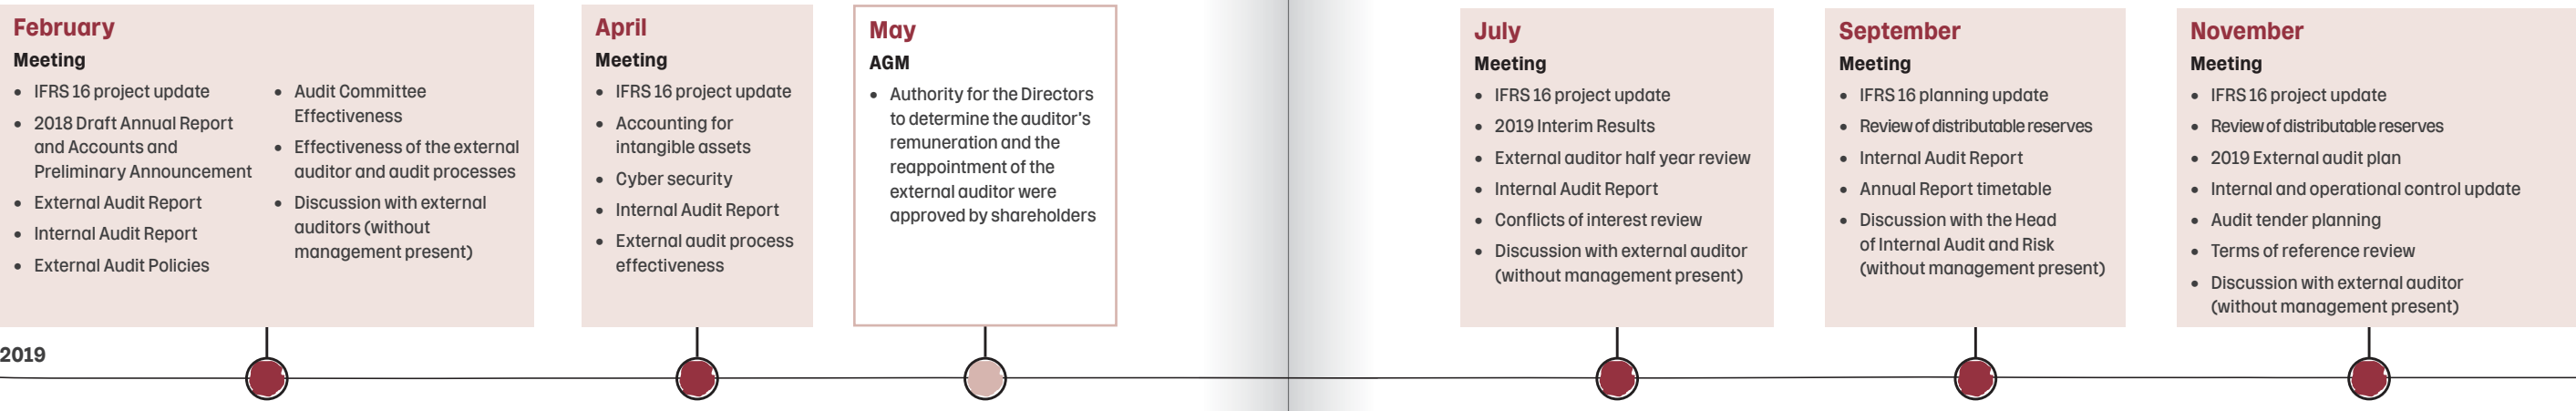 February
Meeting
• IFRS 16 project update
• 2018 Draft Annual Report
and Accounts and
Preliminary Announcement
• External Audit Report
• Internal Audit Report
• External Audit Policies
• Audit Committee
Effectiveness
• Effectiveness of the external
auditor and audit processes
• Discussion with external
auditors (without
management present)
April
Meeting
• IFRS 16 project update
• Accounting for
intangible assets
• Cyber security
• Internal Audit Report
• External audit process
effectiveness
May
AGM
• Authority for the Directors
to determine the auditor's
remuneration and the
reappointment of the
external auditor were
approved by shareholders
July
Meeting
• IFRS 16 project update
• 2019 Interim Results
• External auditor half year review
• Internal Audit Report
• Conflicts of interest review
• Discussion with external auditor
(without management present)
September
Meeting
• IFRS 16 planning update
• Review of distributable reserves
• Internal Audit Report
• Annual Report timetable
• Discussion with the Head
of Internal Audit and Risk
(without management present)
November
Meeting
• IFRS 16 project update
• Review of distributable reserves
• 2019 External audit plan
• Internal and operational control update
• Audit tender planning
• Terms of reference review
• Discussion with external auditor
(without management present)
2019